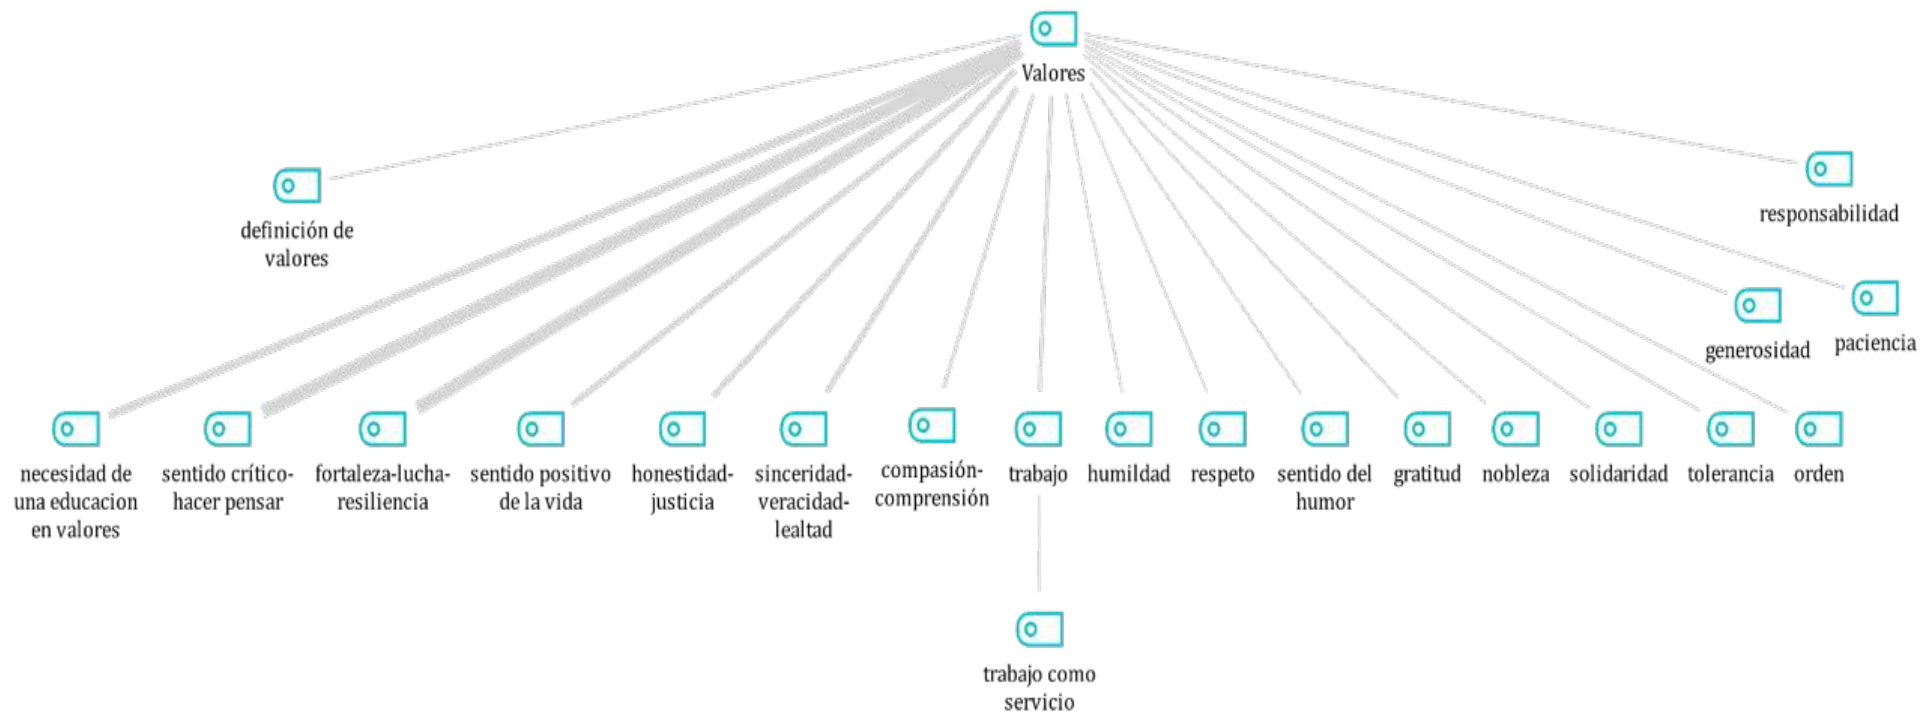 Valores
definición de
valores
responsabilidad
generosidad
paciencia
necesidad de
una educacion
en valores
sentido crítico-
hacer pensar
fortaleza-lucha-
resiliencia
sentido positivo
de la vida
honestidad-
justicia
sinceridad-
veracidad-
lealtad
compasión-
comprensión
trabajo
humildad
respeto
sentido del
humor
gratitud
nobleza
solidaridad
tolerancia
orden
trabajo como
servicio